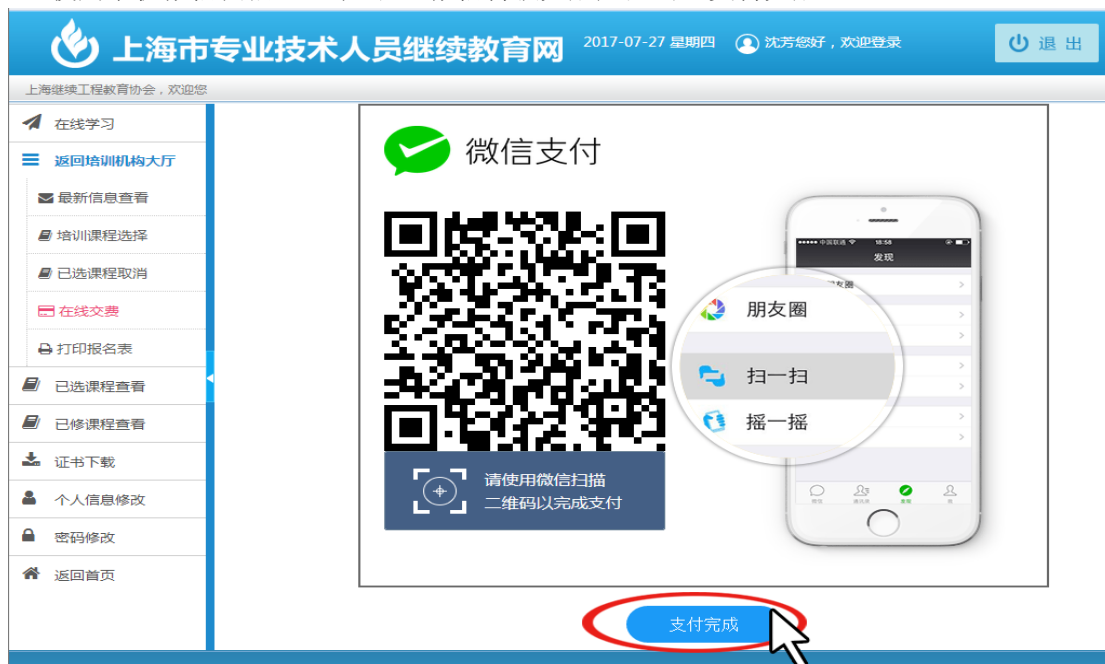 上海市专业技术人员继续教育网
2017-07-27 星期四
沈芳您好，欢迎登录
退 出
上海继续工程教育协会，欢迎您
在线学习
返回培训机构大厅
最新信息查看
培训课程选择
已选课程取消
在线交费
打印报名表
已选课程查看
已修课程查看
证书下载
个人信息修改
密码修改
返回首页
微信支付
请使用微信扫描
二维码以完成支付
中国联通
18:58
发现
朋友圈
扫一扫
摇一摇
支付完成